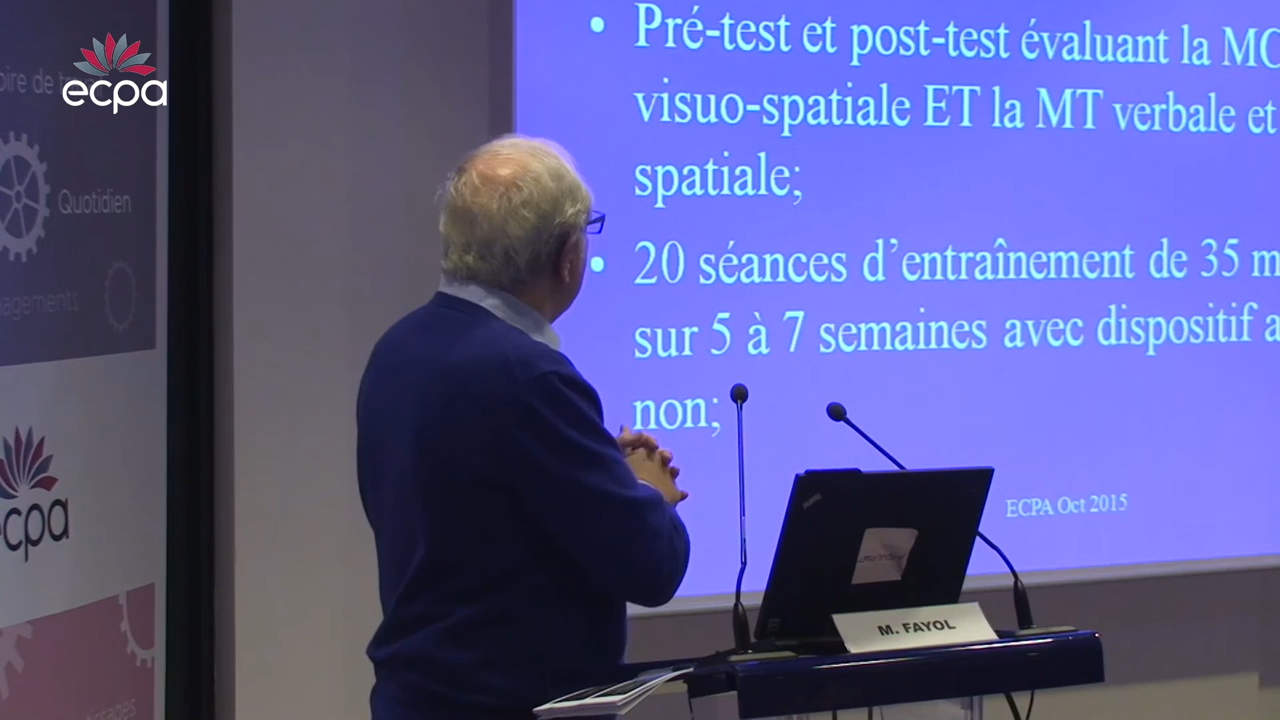 ecpa
Quotidien
ecpa
Pré-test et post-test évaluant la MC
visuo-spatiale ET la MT verbale et
spatiale;
20 séances d'entraînement de 35 m
sur 5 à 7 semaines avec dispositif a
non;
ECPA Oct 2015
M. FAYOL